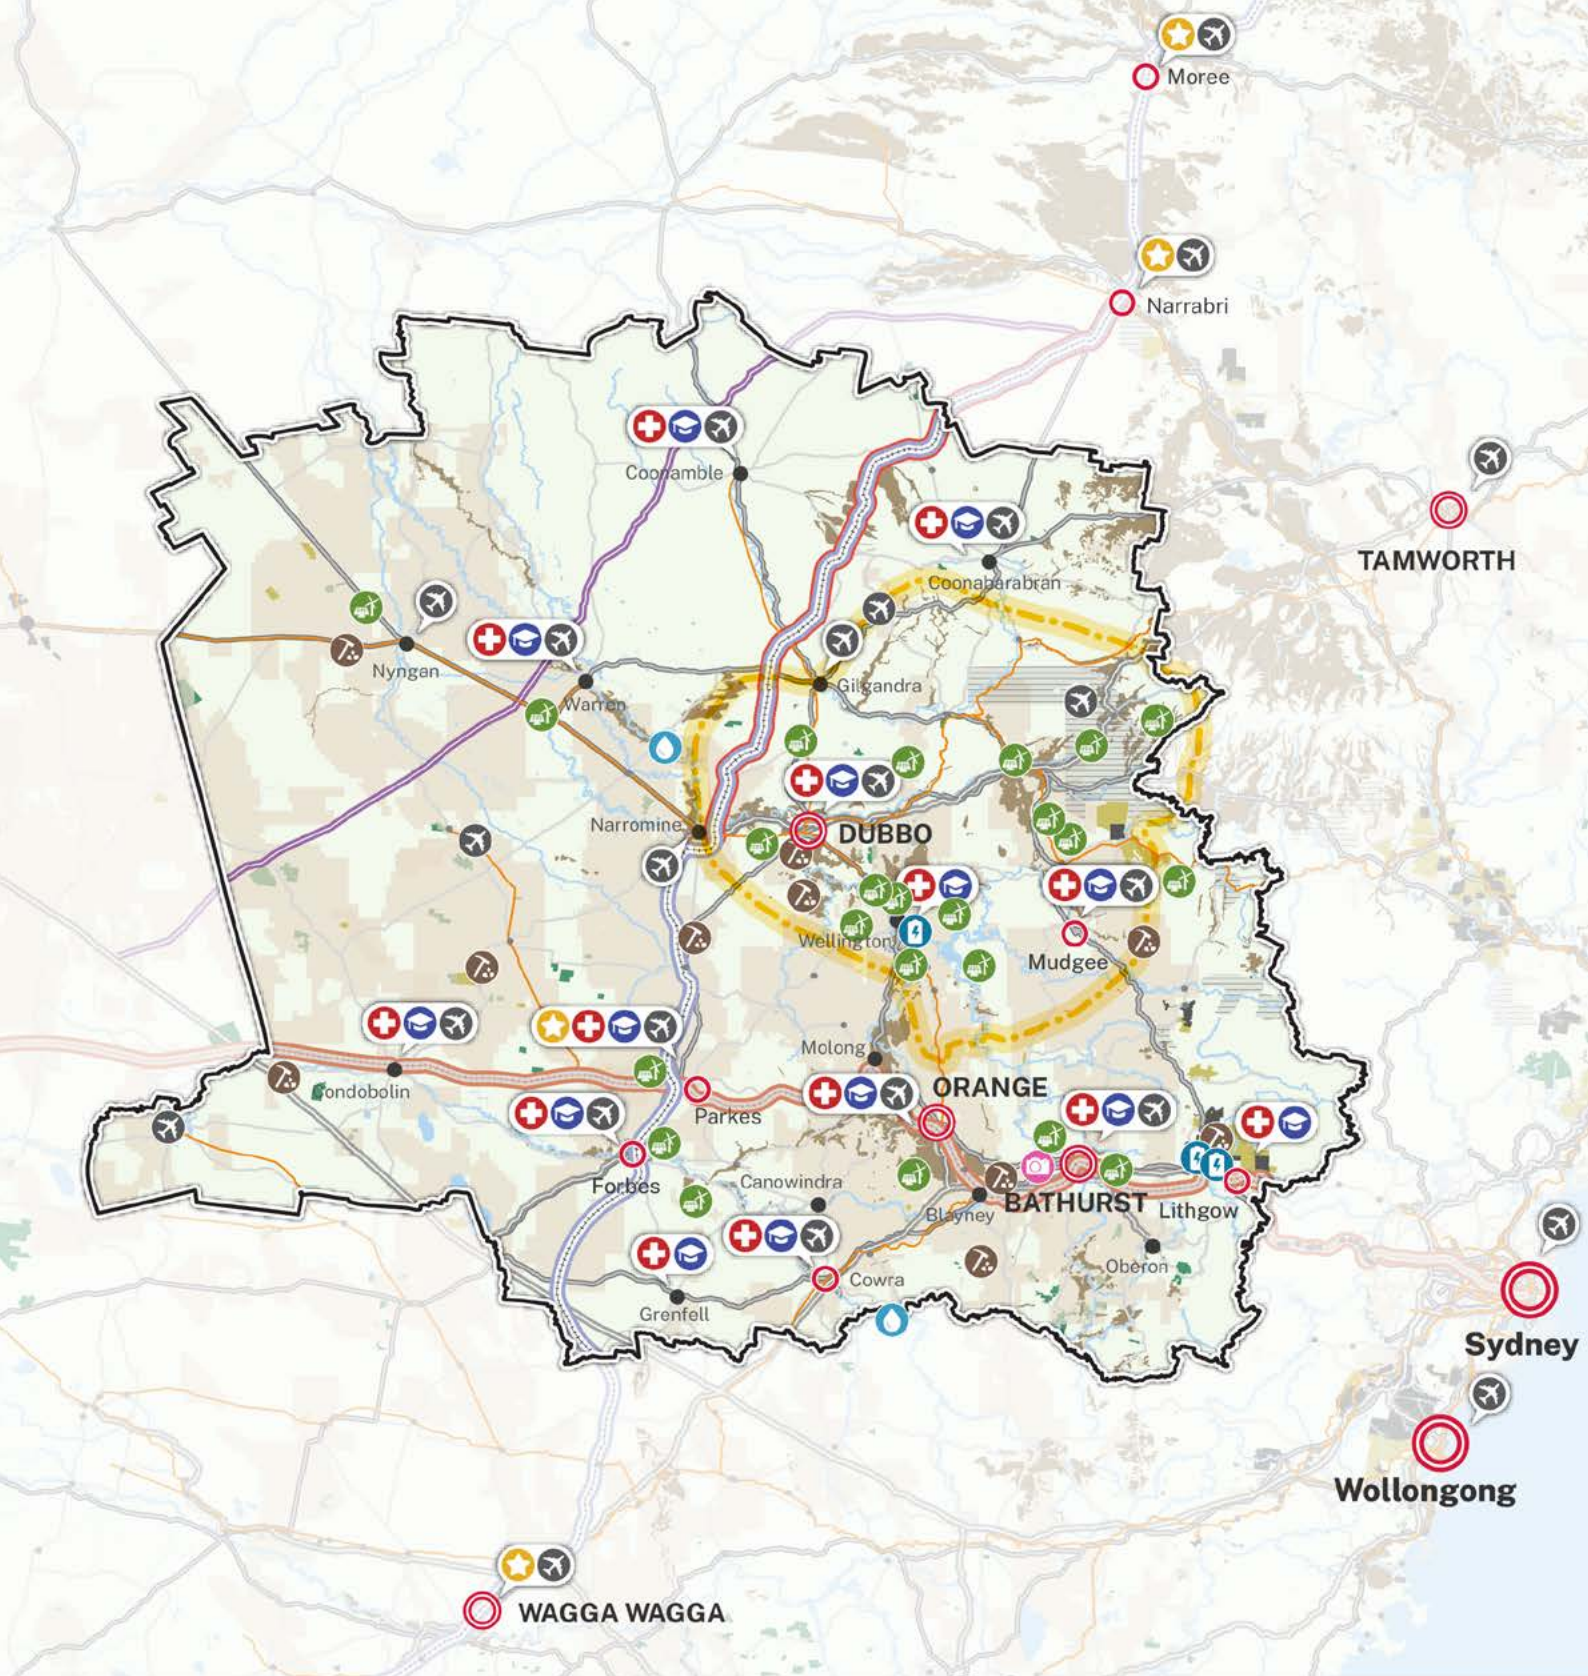 Moree
Narrabri
Coonamble
TAMWORTH
Coonabarabran
Nyngan
Gilgandra
Warren
Narromine
DUBBO
Wellington
Mudgee
Molong
ORANGE
Condobolin
Parkes
Forbes
Canowindra
BATHURST
Lithgow
Blayney
Oberon
Cowra
Grenfell
Sydney
Wollongong
WAGGA WAGGA